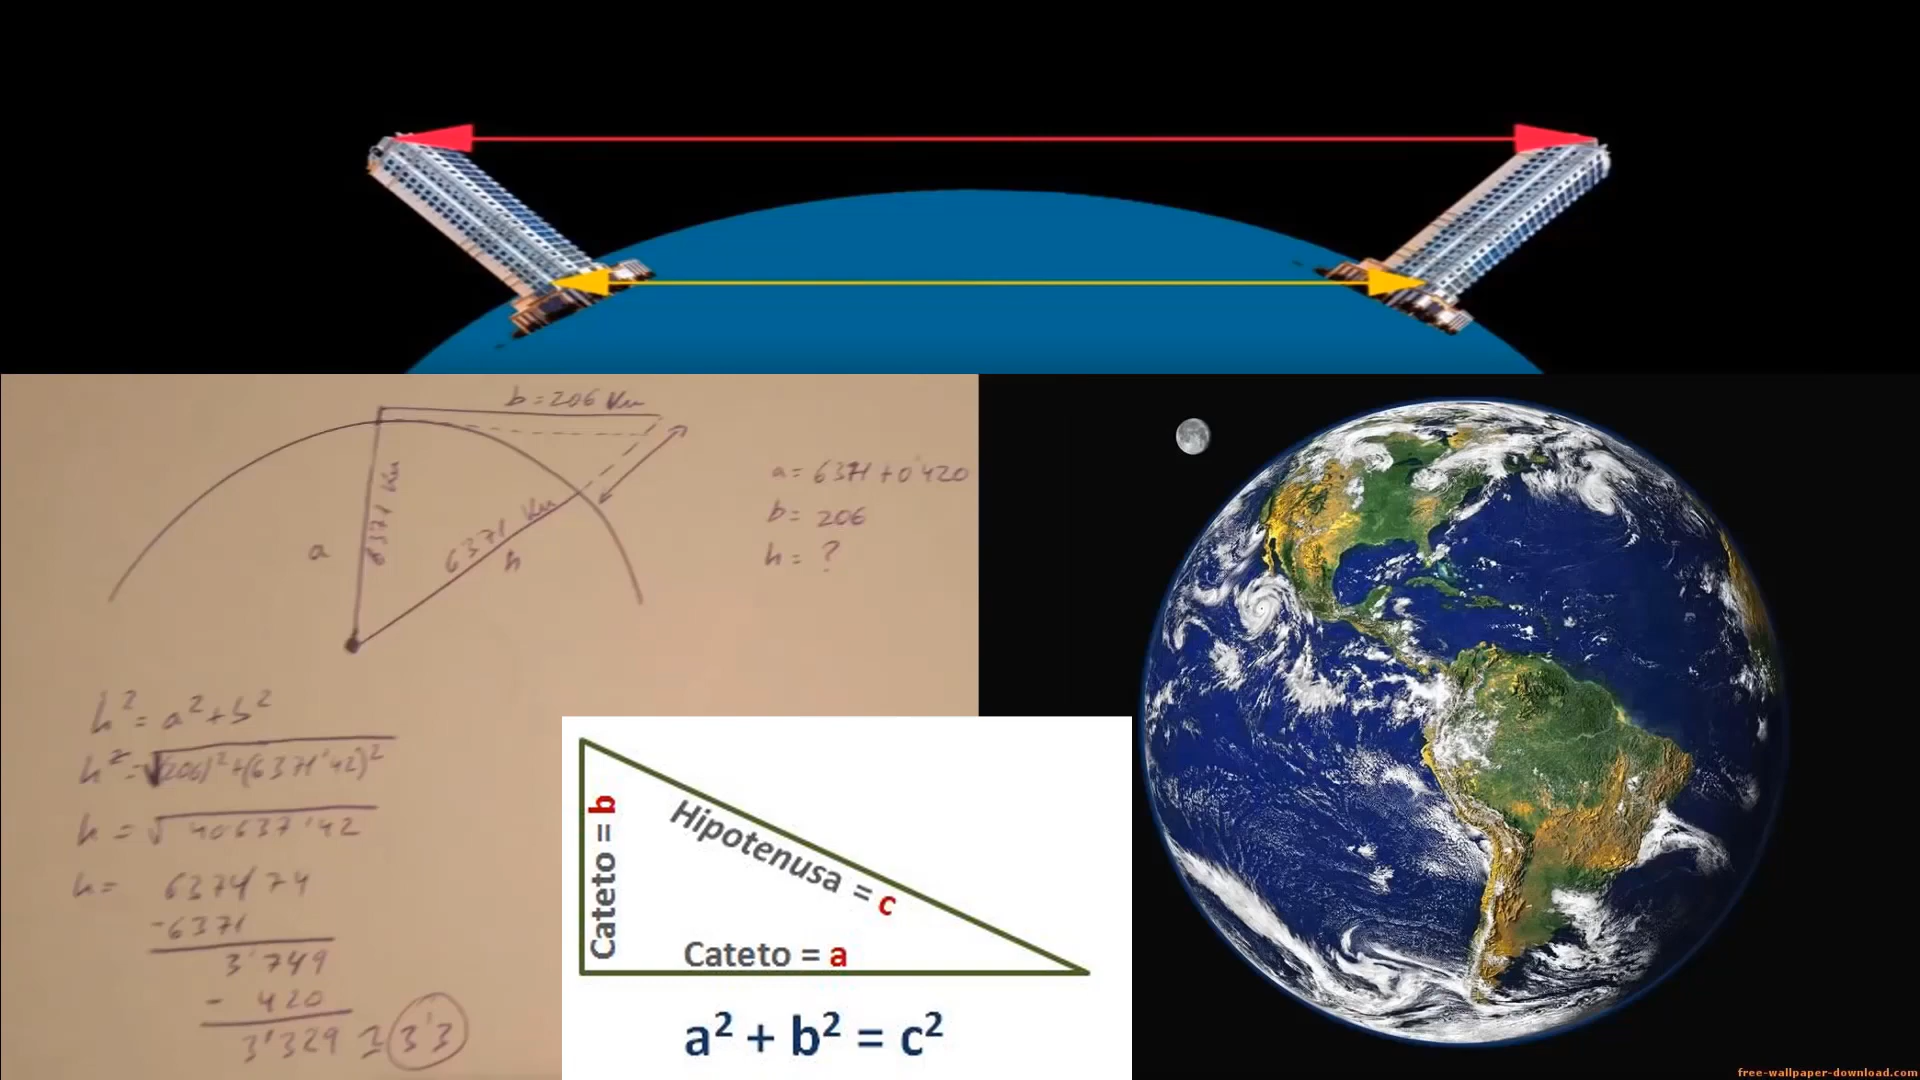 b = 206 Km
6371 Km
a
6371 Km
h
a = 6371 + 0'420
b = 206
h = ?
h² = a² + b²
h² = √(206)² + (6371'42)²
h = √40637'42
h = 6374'74
-6371
3'749
- 420
3'329 ≃ 3'3
Cateto = b
Hipotenusa = c
Cateto = a
a² + b² = c²
free-wallpaper-download.com